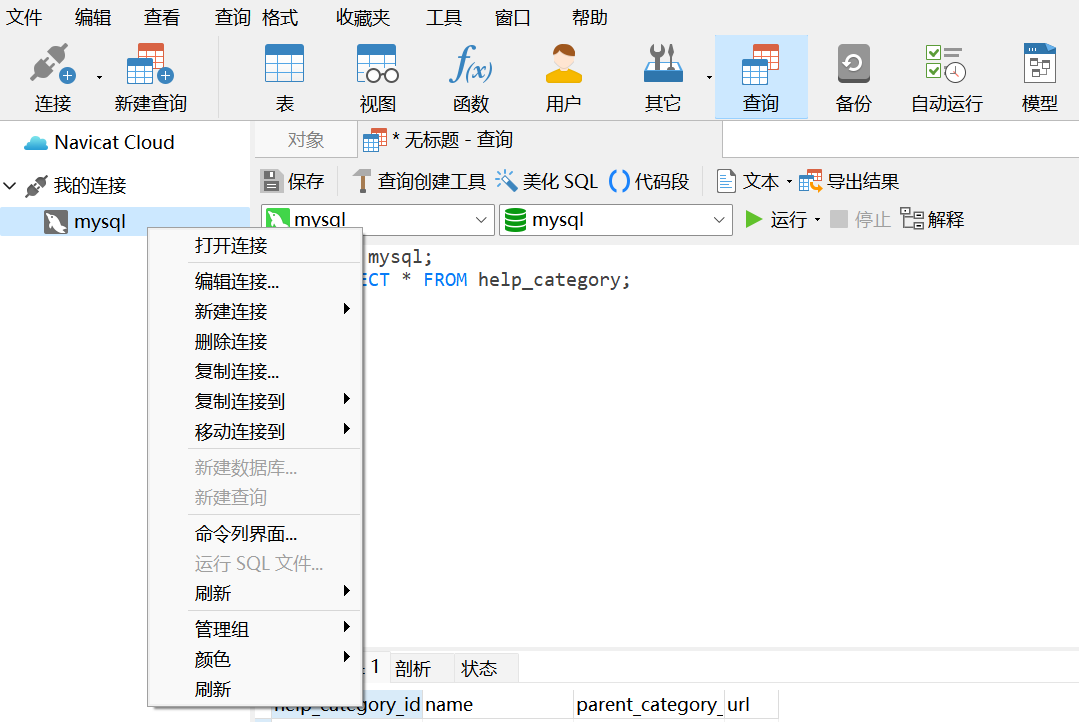 文件 编辑 查看 查询 格式 收藏夹 工具 窗口 帮助
连接 新建查询 表 视图 函数 用户 其它 查询 备份 自动运行 模型
Navicat Cloud
我的连接
mysql
对象 * 无标题 - 查询
保存 查询创建工具 美化 SQL 代码段 文本 导出结果
mysql mysql 运行 停止 解释
mysql;
ECT * FROM help_category;
打开连接
编辑连接...
新建连接
删除连接
复制连接...
复制连接到
移动连接到
新建数据库...
新建查询
命令列界面...
运行 SQL 文件...
刷新
管理组
颜色
刷新
1 剖析 状态
help_category_id name parent_category_ url